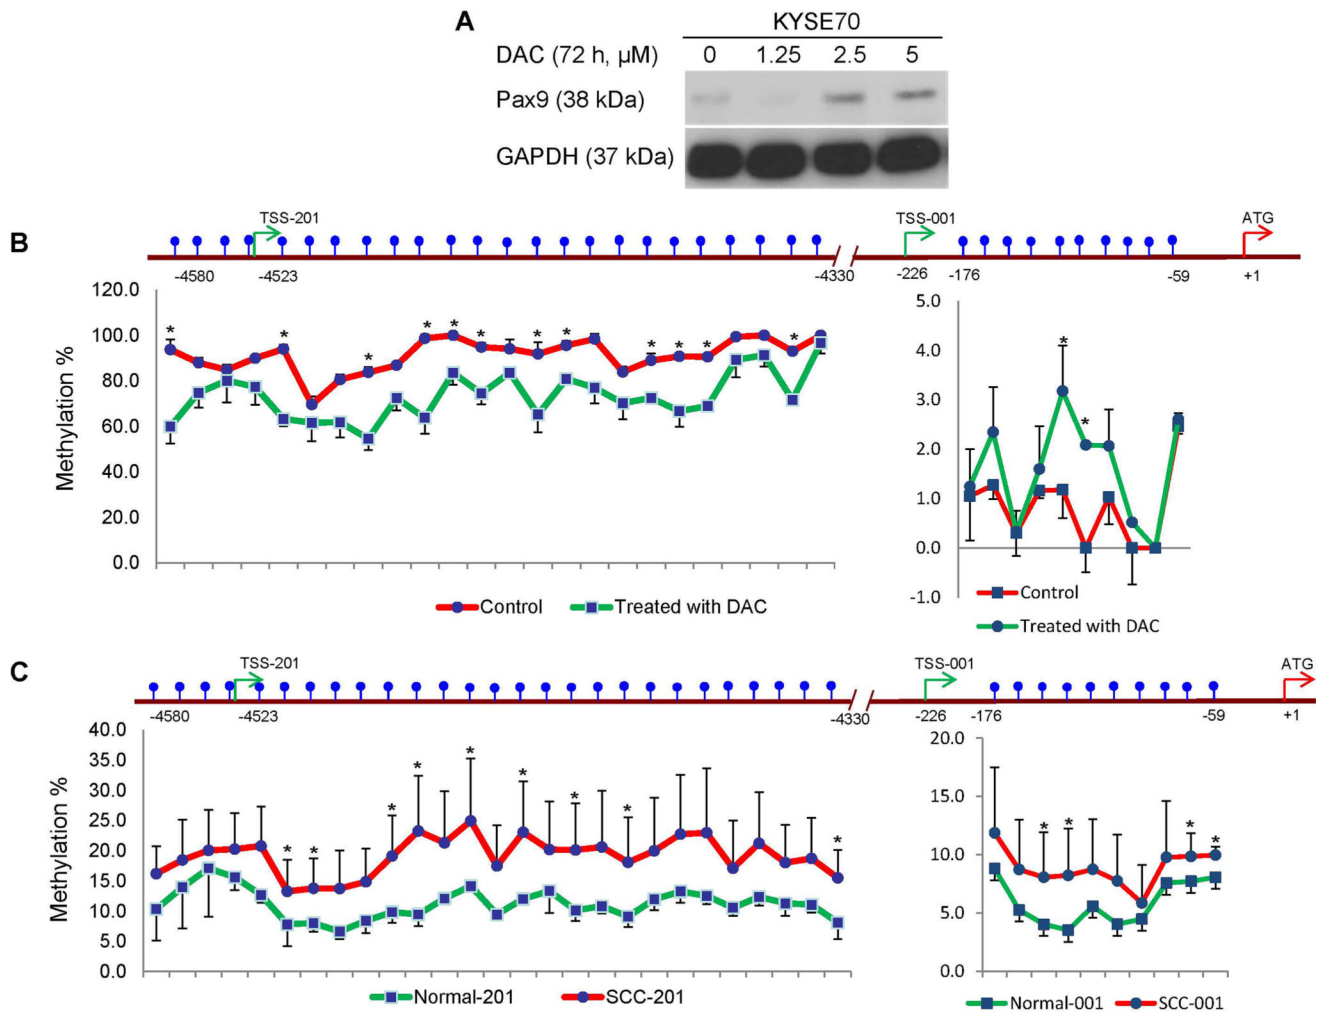 A
KYSE70
DAC (72 h, µM) 0 1.25 2.5 5
Pax9 (38 kDa)
GAPDH (37 kDa)
B
TSS-201 TSS-001 ATG
-4580 -4523 -4330 -226 -176 -59 +1
Methylation %
120.0
100.0
80.0
60.0
40.0
20.0
0.0
* * * * * * * * * * * *
Control Treated with DAC
5.0
4.0
3.0
2.0
1.0
0.0
-1.0
* *
Control
Treated with DAC
C
TSS-201 TSS-001 ATG
-4580 -4523 -4330 -226 -176 -59 +1
Methylation %
40.0
35.0
30.0
25.0
20.0
15.0
10.0
5.0
0.0
* * * * * * * * *
Normal-201 SCC-201
20.0
15.0
10.0
5.0
0.0
* * * *
Normal-001 SCC-001